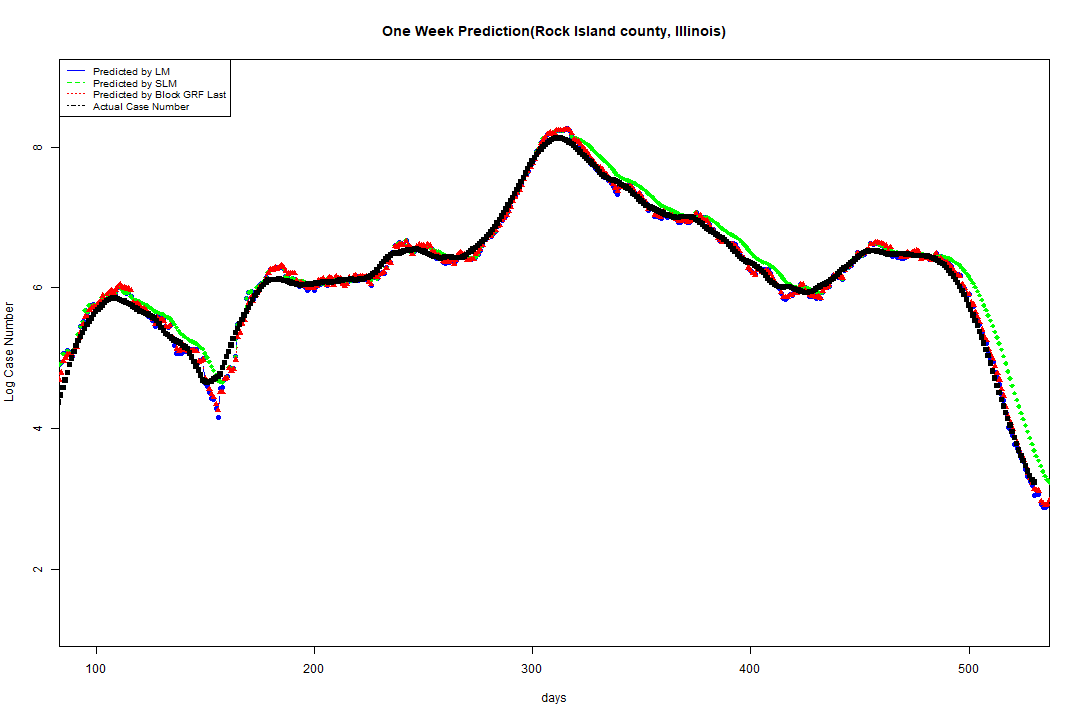 One Week Prediction(Rock Island county, Illinois)
Predicted by LM
Predicted by SLM
Predicted by Block GRF Last
Actual Case Number
8
6
4
2
Log Case Number
100 200 300 400 500
days